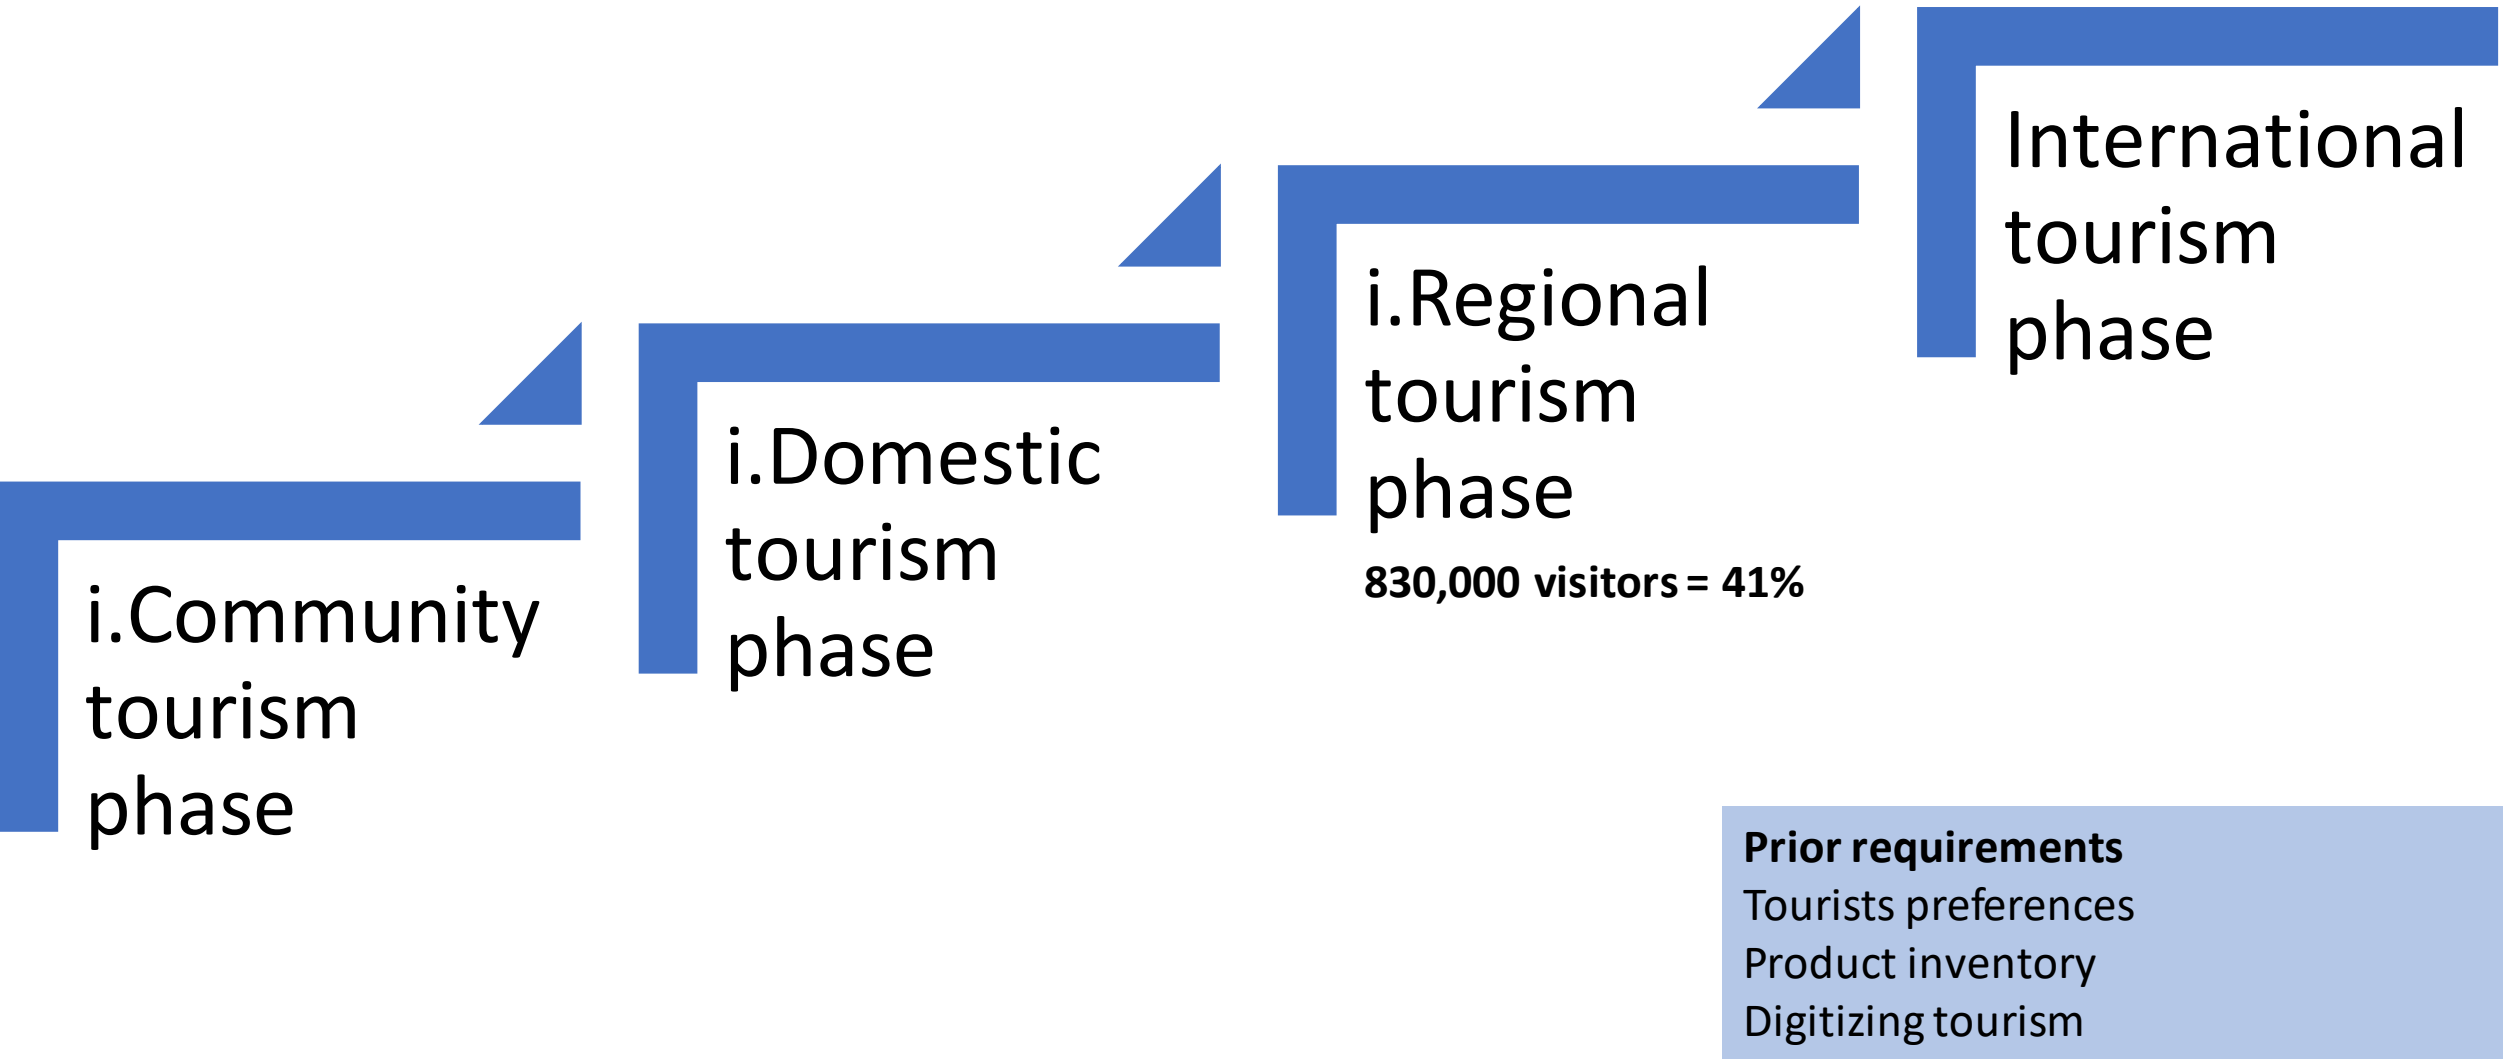 i.Community
tourism
phase
i.Domestic
tourism
phase
i.Regional
tourism
phase
830,000 visitors = 41%
International
tourism
phase
Prior requirements
Tourists preferences
Product inventory
Digitizing tourism